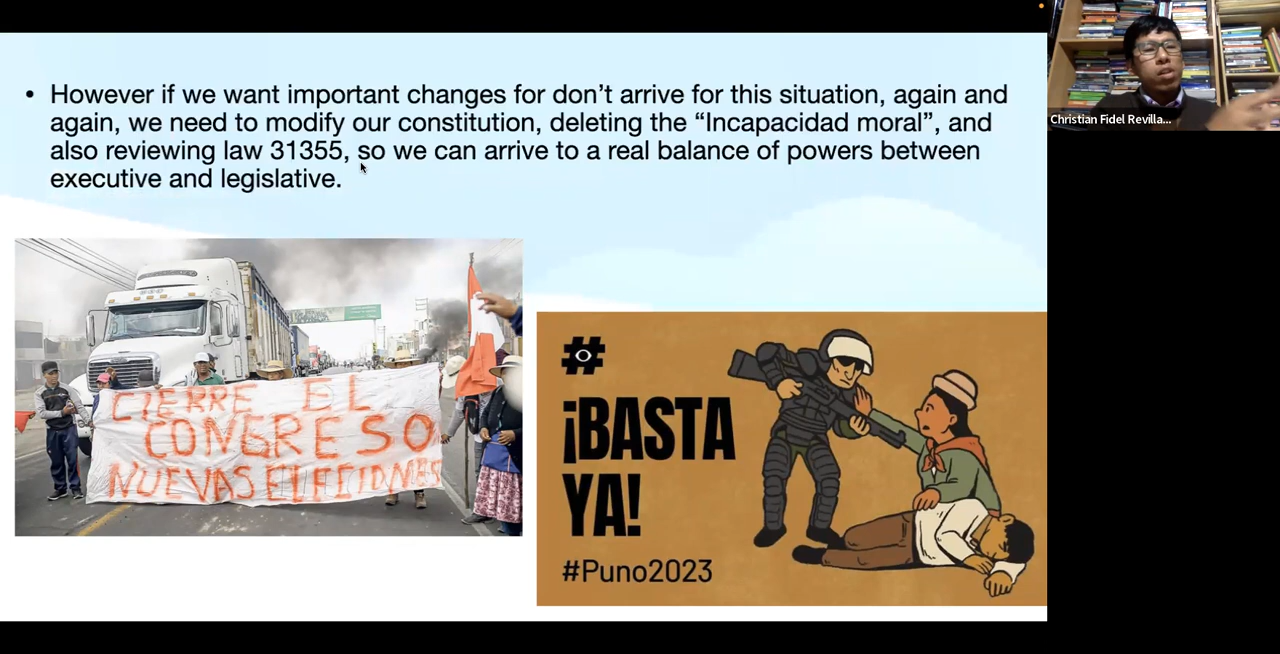 • However if we want important changes for don’t arrive for this situation, again and
again, we need to modify our constitution, deleting the “Incapacidad moral”, and
also reviewing law 31355, so we can arrive to a real balance of powers between
executive and legislative.
Christian Fidel Revilla...
CIERRE EL
CONGRESO
NUEVAS
#
¡BASTA
YA!
#Puno2023